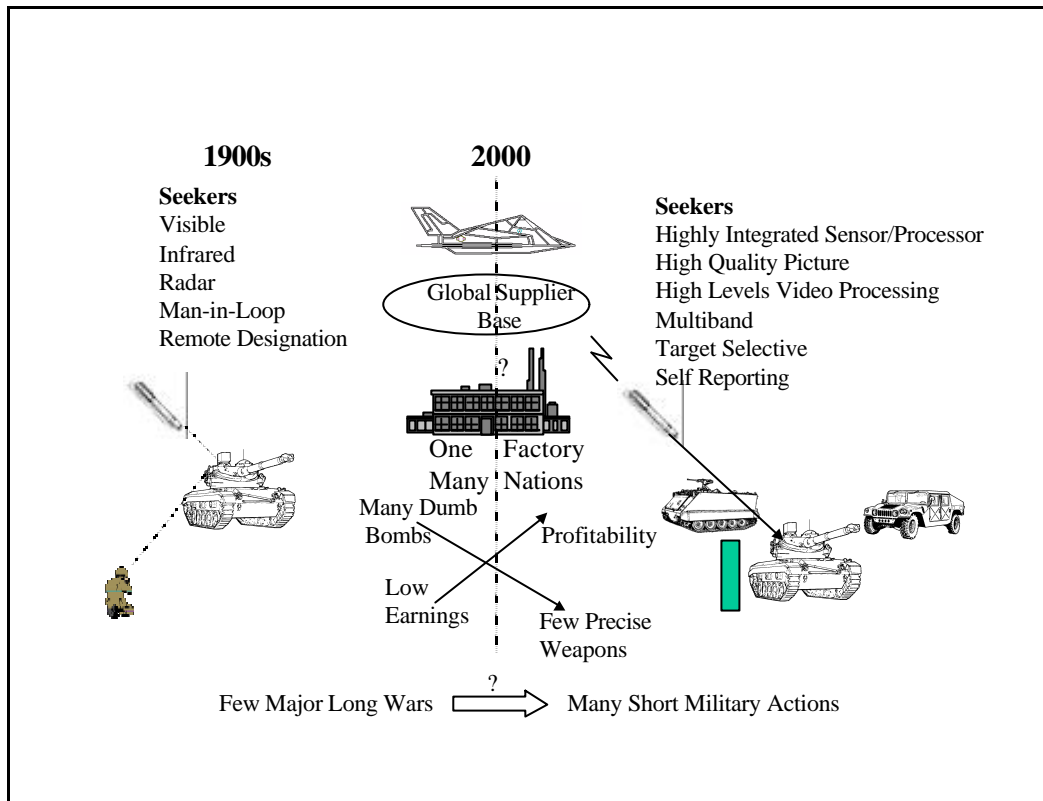 1900s
Seekers
Visible
Infrared
Radar
Man-in-Loop
Remote Designation
2000
Global Supplier
Base
?
One Factory
Many Nations
Many Dumb
Bombs
Profitability
Low
Earnings
Few Precise
Weapons
Seekers
Highly Integrated Sensor/Processor
High Quality Picture
High Levels Video Processing
Multiband
Target Selective
Self Reporting
?
Few Major Long Wars
Many Short Military Actions